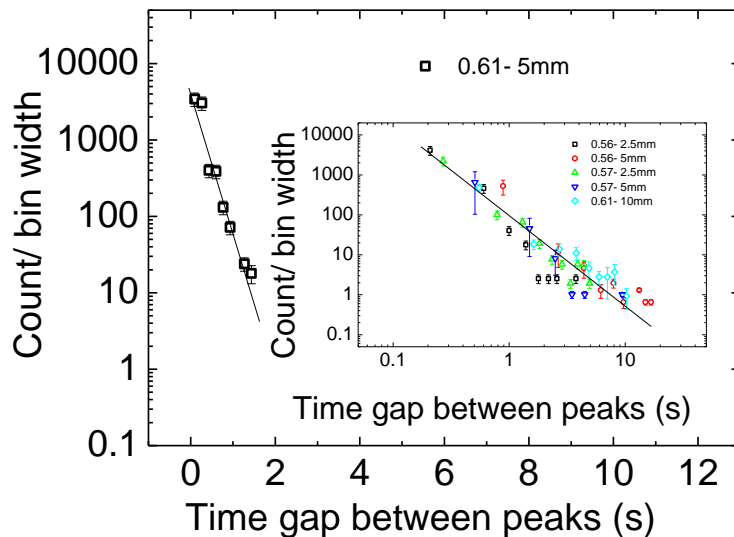 10000
1000
100
10
1
0.1
Count/ bin width
0 2 4 6 8 10 12
Time gap between peaks (s)
0.61- 5mm
10000
1000
100
10
1
0.1
Count/ bin width
0.1 1 10
Time gap between peaks (s)
0.56- 2.5mm
0.56- 5mm
0.57- 2.5mm
0.57- 5mm
0.61- 10mm